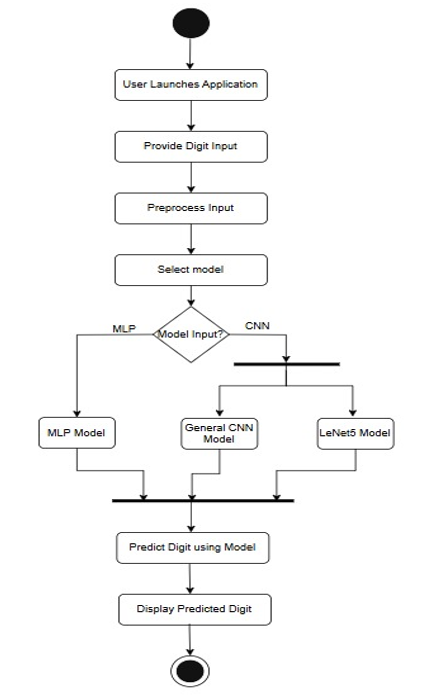 User Launches Application
Provide Digit Input
Preprocess Input
Select model
Model Input?
MLP
CNN
MLP Model
General CNN
Model
LeNet5 Model
Predict Digit using Model
Display Predicted Digit